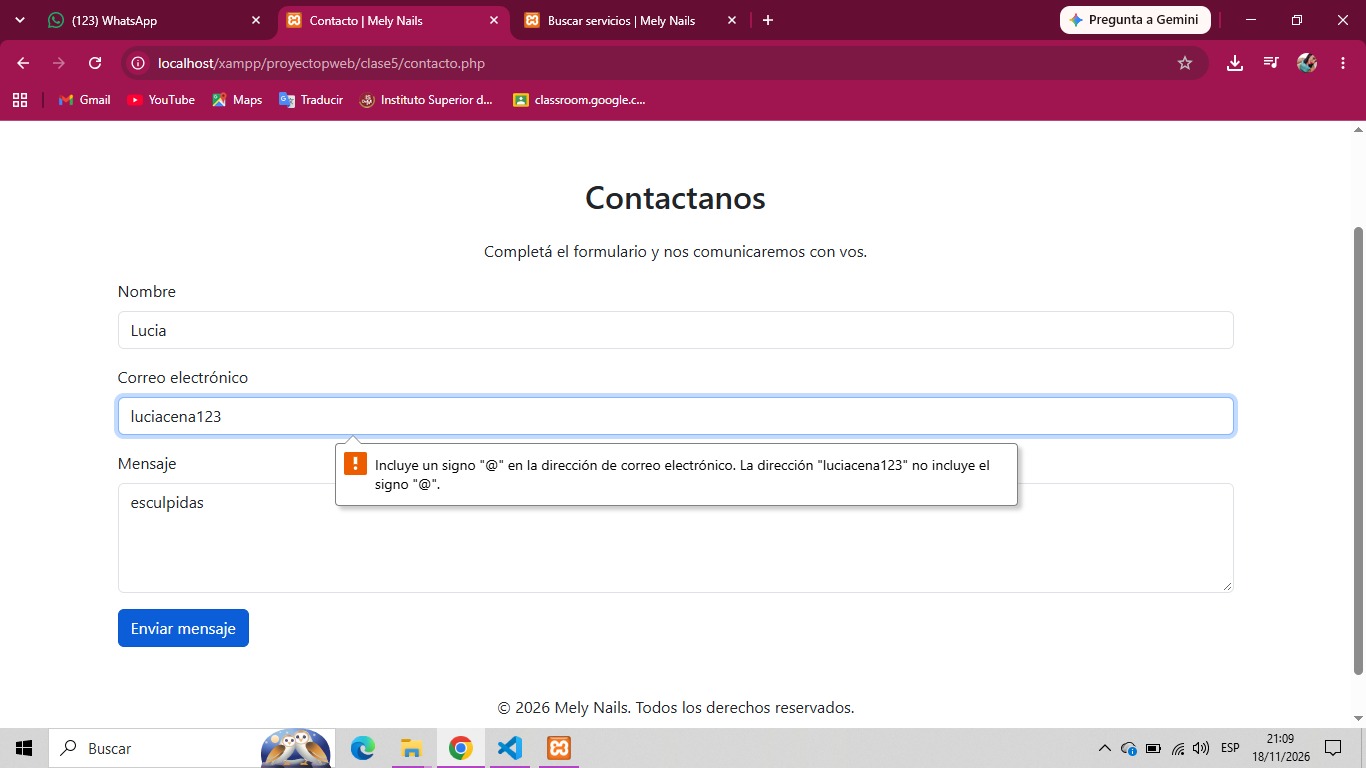 (123) WhatsApp
Contacto | Mely Nails
Buscar servicios | Mely Nails
Pregunta a Gemini
localhost/xampp/proyectopweb/clase5/contacto.php
Gmail
YouTube
Maps
Traducir
Instituto Superior d...
classroom.google.c...
Contactanos
Completá el formulario y nos comunicaremos con vos.
Nombre
Lucia
Correo electrónico
luciacena123
Incluye un signo "@" en la dirección de correo electrónico. La dirección "luciacena123" no incluye el
signo "@".
Mensaje
esculpidas
Enviar mensaje
© 2026 Mely Nails. Todos los derechos reservados.
Buscar
ESP
21:09
18/11/2026